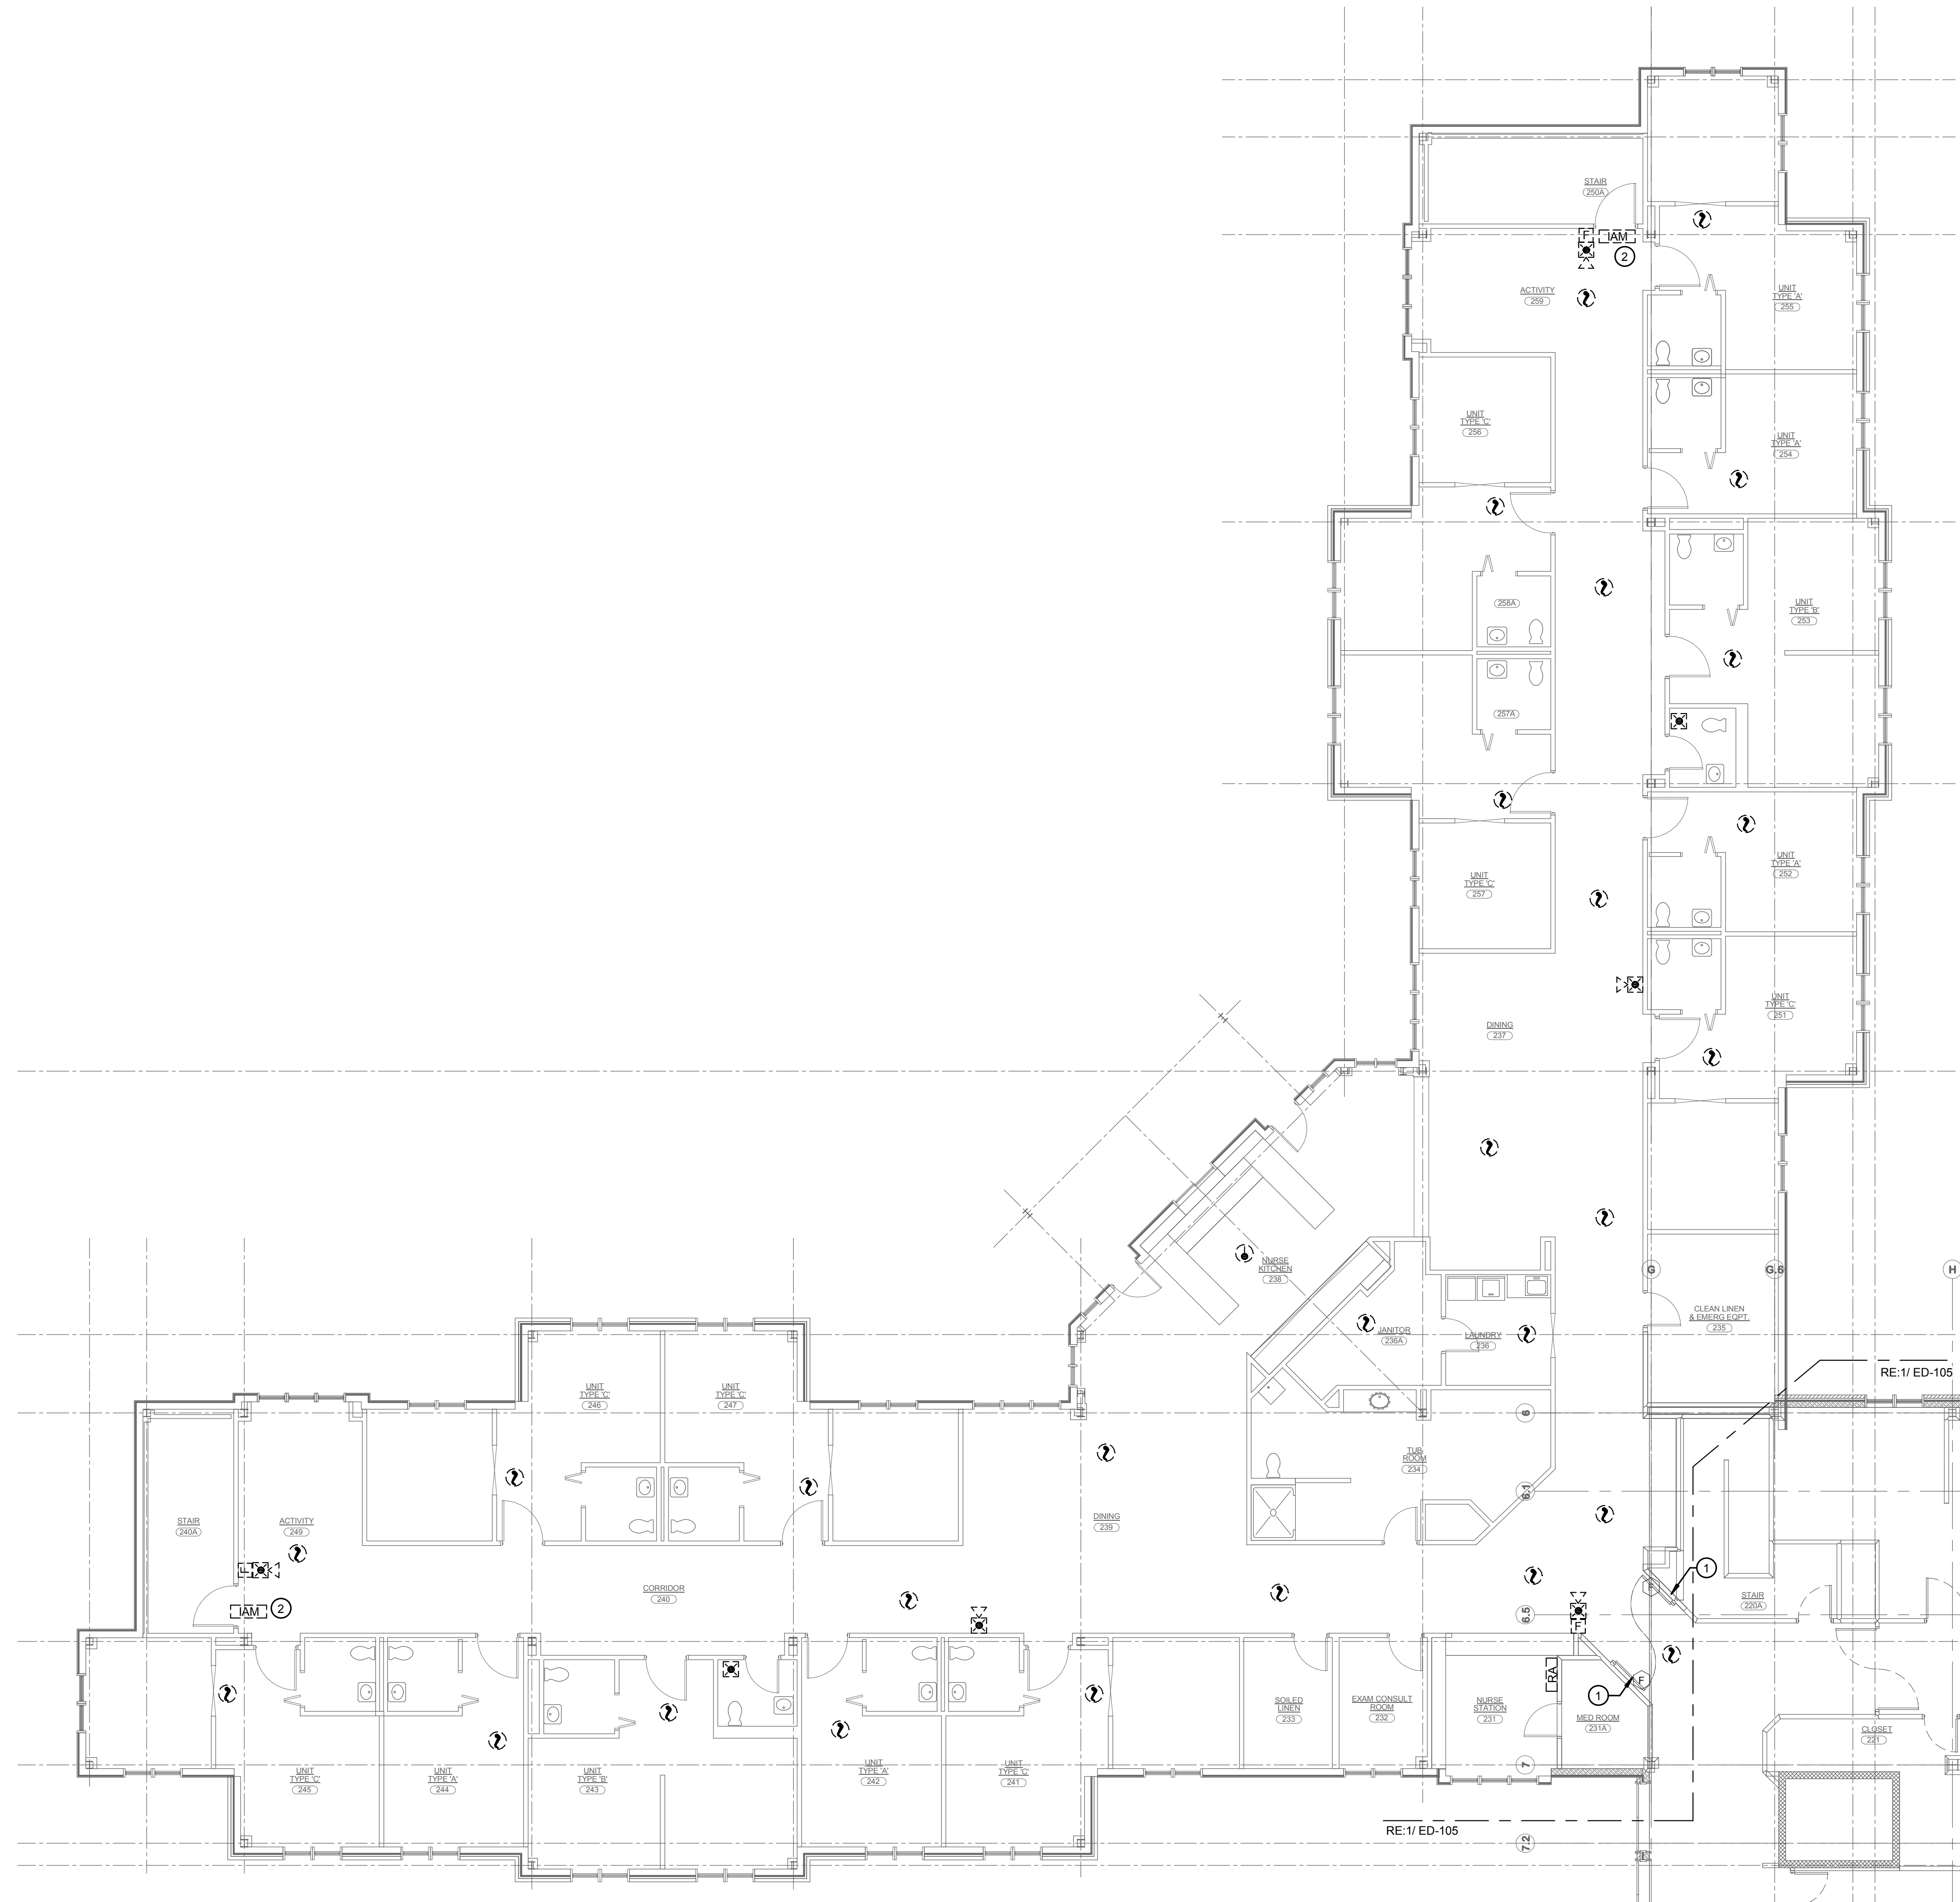 STAIR
250A
F
IAM
2
ACTIVITY
259
UNIT
TYPE 'A'
255
UNIT
TYPE 'C'
256
UNIT
TYPE 'A'
254
258A
UNIT
TYPE 'B'
253
257A
UNIT
TYPE 'C'
257
UNIT
TYPE 'A'
252
DINING
237
UNIT
TYPE 'C'
251
NURSE
KITCHEN
238
G
G.6
H
CLEAN LINEN
& EMERG EQPT.
235
JANITOR
236A
LAUNDRY
236
RE:1/ ED-105
UNIT
TYPE 'C'
246
UNIT
TYPE 'C'
247
6
TUB
ROOM
234
6.1
STAIR
240A
ACTIVITY
249
DINING
239
F
IAM
2
CORRIDOR
240
1
F
STAIR
220A
6.5
F
RA
F
1
SOILED
LINEN
233
EXAM CONSULT
ROOM
232
NURSE
STATION
231
MED ROOM
231A
CLOSET
221
UNIT
TYPE 'C'
245
UNIT
TYPE 'A'
244
UNIT
TYPE 'B'
243
UNIT
TYPE 'A'
242
UNIT
TYPE 'C'
241
7
RE:1/ ED-105
7.2